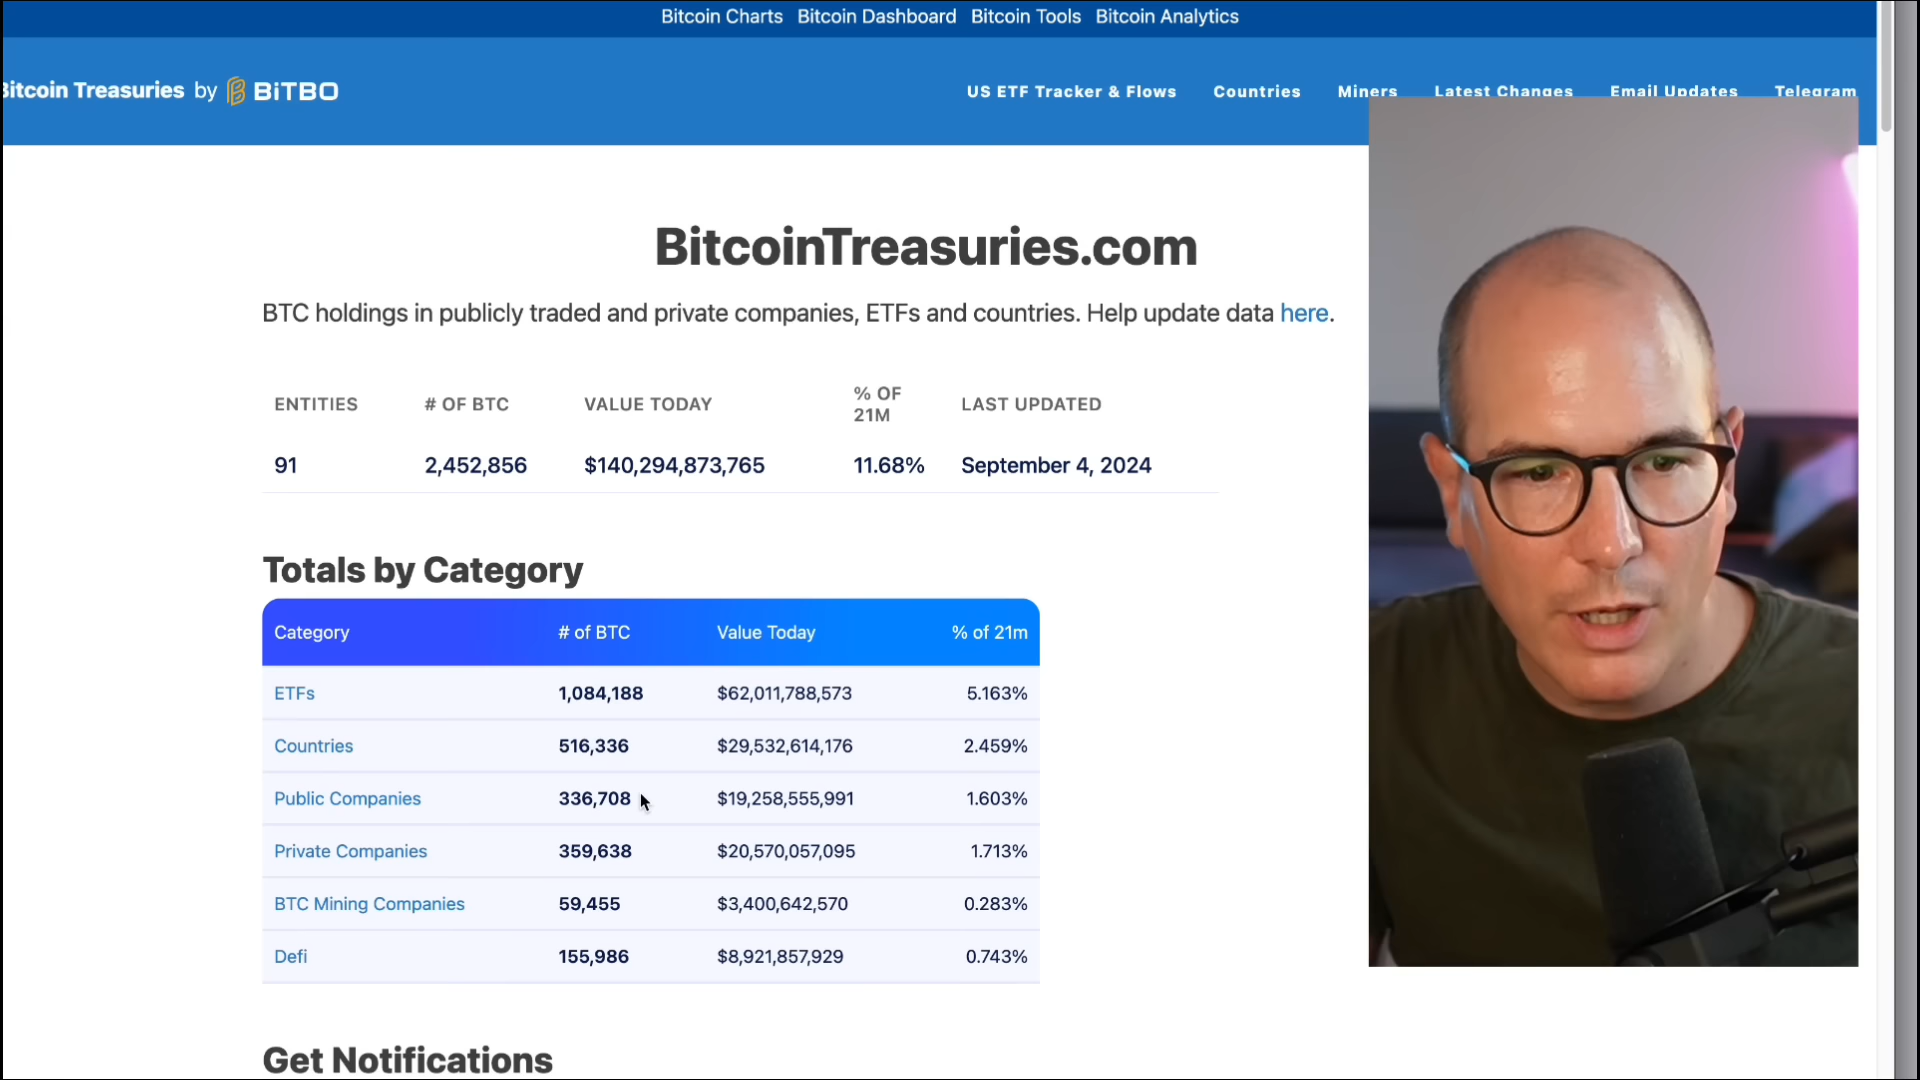 Bitcoin Charts Bitcoin Dashboard Bitcoin Tools Bitcoin Analytics
Bitcoin Treasuries by BiTBO
US ETF Tracker & Flows Countries Miners Latest Changes Email Updates Telegram
BitcoinTreasuries.com
BTC holdings in publicly traded and private companies, ETFs and countries. Help update data here.
ENTITIES # OF BTC VALUE TODAY % OF 21M LAST UPDATED
91 2,452,856 $140,294,873,765 11.68% September 4, 2024
Totals by Category
Category # of BTC Value Today % of 21m
ETFs 1,084,188 $62,011,788,573 5.163%
Countries 516,336 $29,532,614,176 2.459%
Public Companies 336,708 $19,258,555,991 1.603%
Private Companies 359,638 $20,570,057,095 1.713%
BTC Mining Companies 59,455 $3,400,642,570 0.283%
Defi 155,986 $8,921,857,929 0.743%
Get Notifications